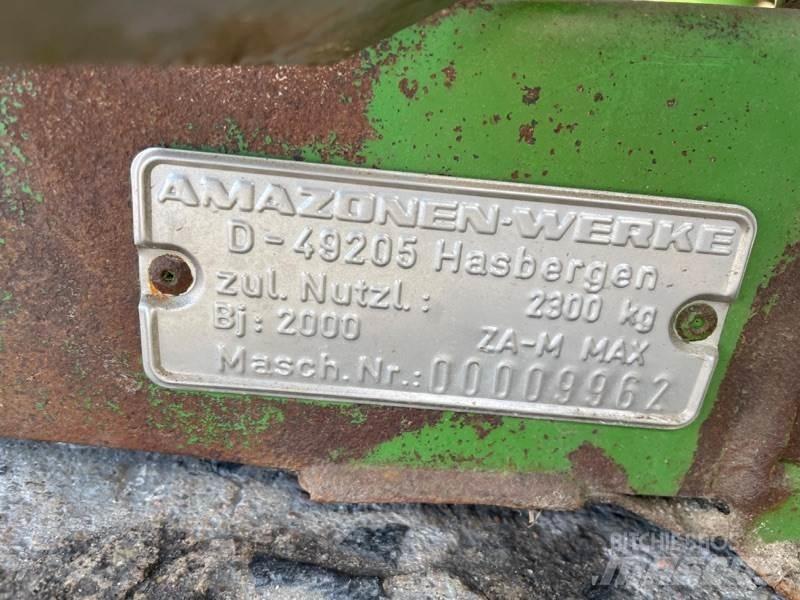 AMAZONEN-WERKE
D-49205 Hasbergen
zul. Nutzl.: 2300 kg
Bj: 2000 ZA-M MAX
Masch. Nr.: 00009962